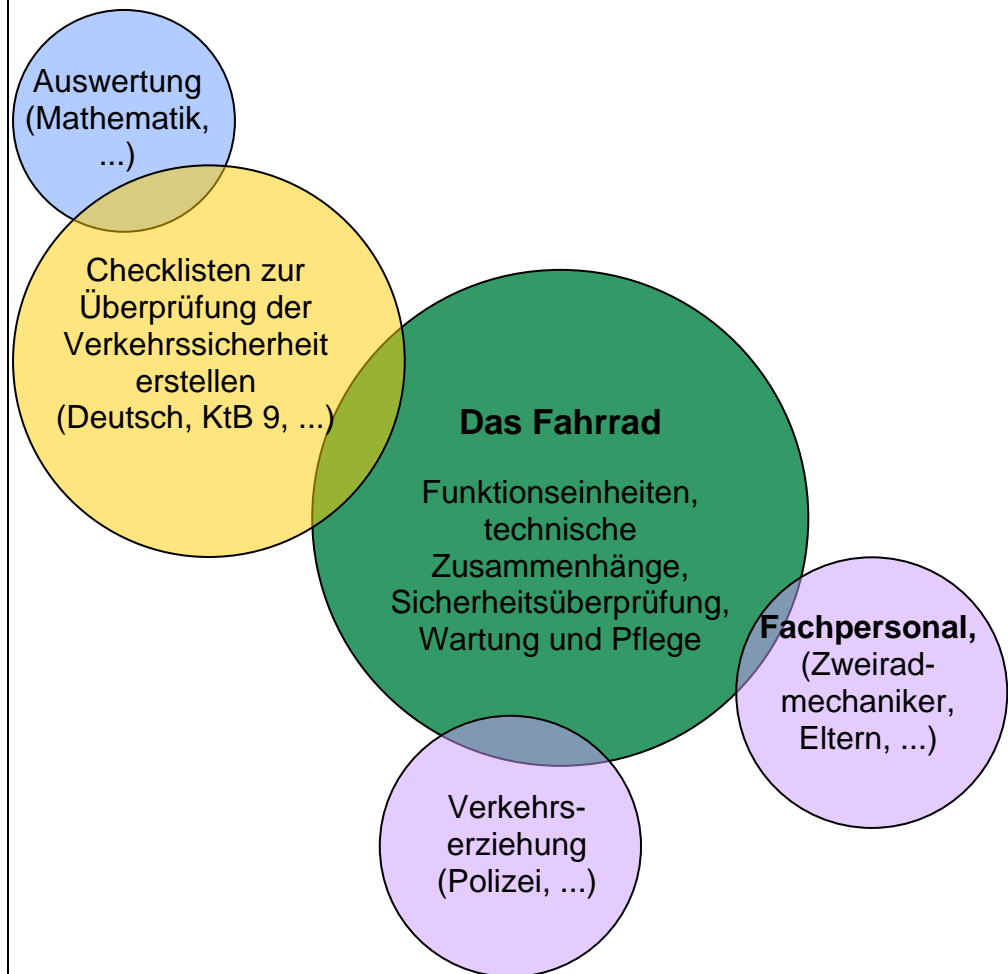 Auswertung
(Mathematik,
...)
Checklisten zur
Überprüfung der
Verkehrssicherheit
erstellen
(Deutsch, KtB 9, ...)
Das Fahrrad
Funktionseinheiten,
technische
Zusammenhänge,
Sicherheitsüberprüfung,
Wartung und Pflege
Fachpersonal,
(Zweirad-
mechaniker,
Eltern, ...)
Verkehrs-
erziehung
(Polizei, ...)